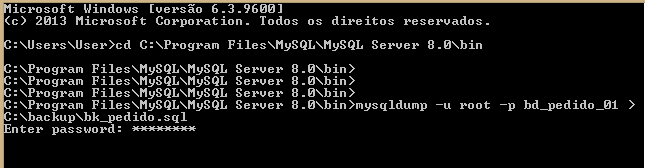 Microsoft Windows [versão 6.3.9600]
(c) 2013 Microsoft Corporation. Todos os direitos reservados.
C:\Users\User>cd C:\Program Files\MySQL\MySQL Server 8.0\bin
C:\Program Files\MySQL\MySQL Server 8.0\bin>
C:\Program Files\MySQL\MySQL Server 8.0\bin>
C:\Program Files\MySQL\MySQL Server 8.0\bin>
C:\Program Files\MySQL\MySQL Server 8.0\bin>mysqldump -u root -p bd_pedido_01 >
C:\backup\bk_pedido.sql
Enter password: ********